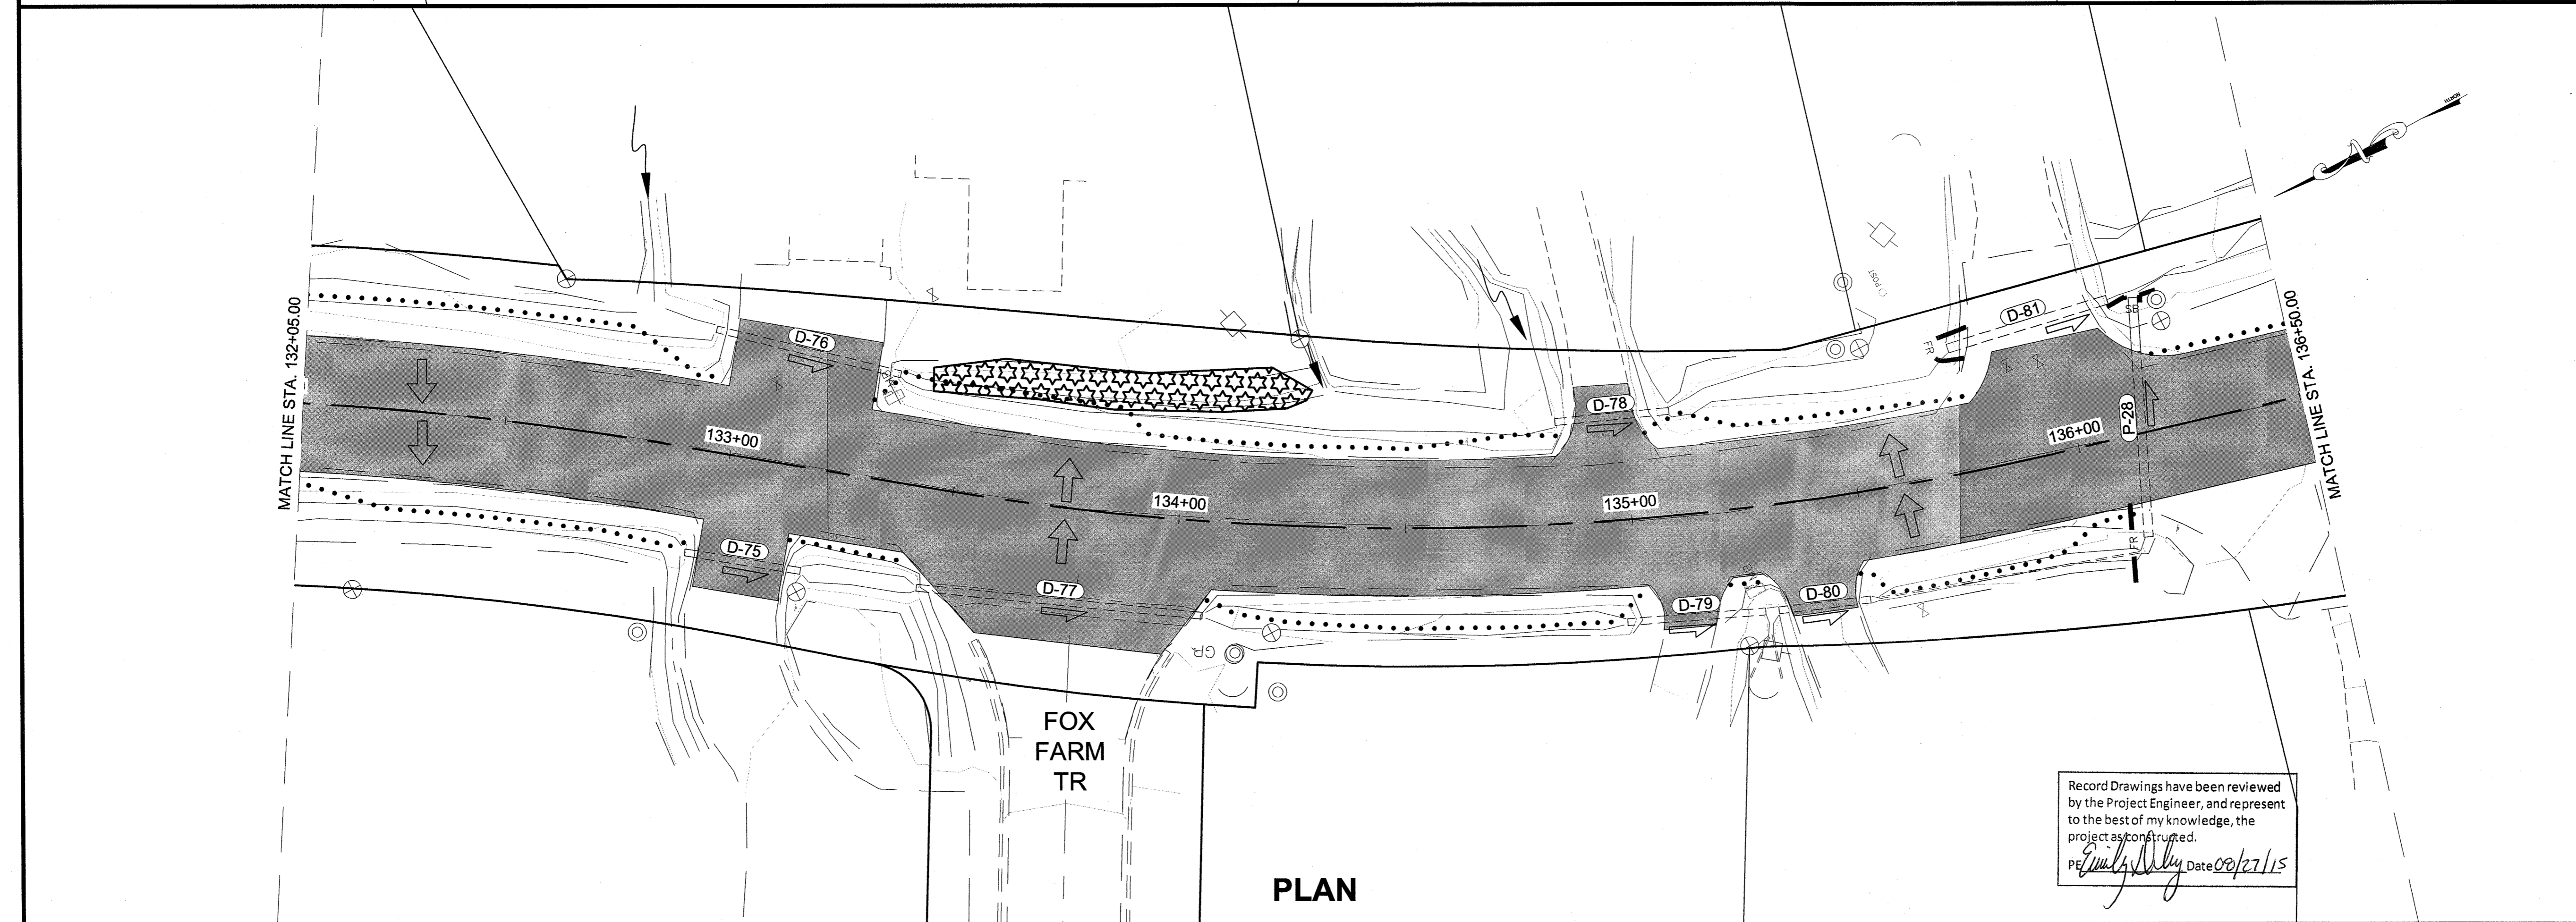 NORTH
MATCH LINE STA. 132+05.00
MATCH LINE STA. 136+50.00
POST
D-76
D-81
SB
FR
D-78
P-28
133+00
134+00
135+00
136+00
D-75
D-77
D-79
D-80
FR
GP
FOX
FARM
TR
PLAN
Record Drawings have been reviewed
by the Project Engineer, and represent
to the best of my knowledge, the
project as constructed.
PE Date 08/27/15